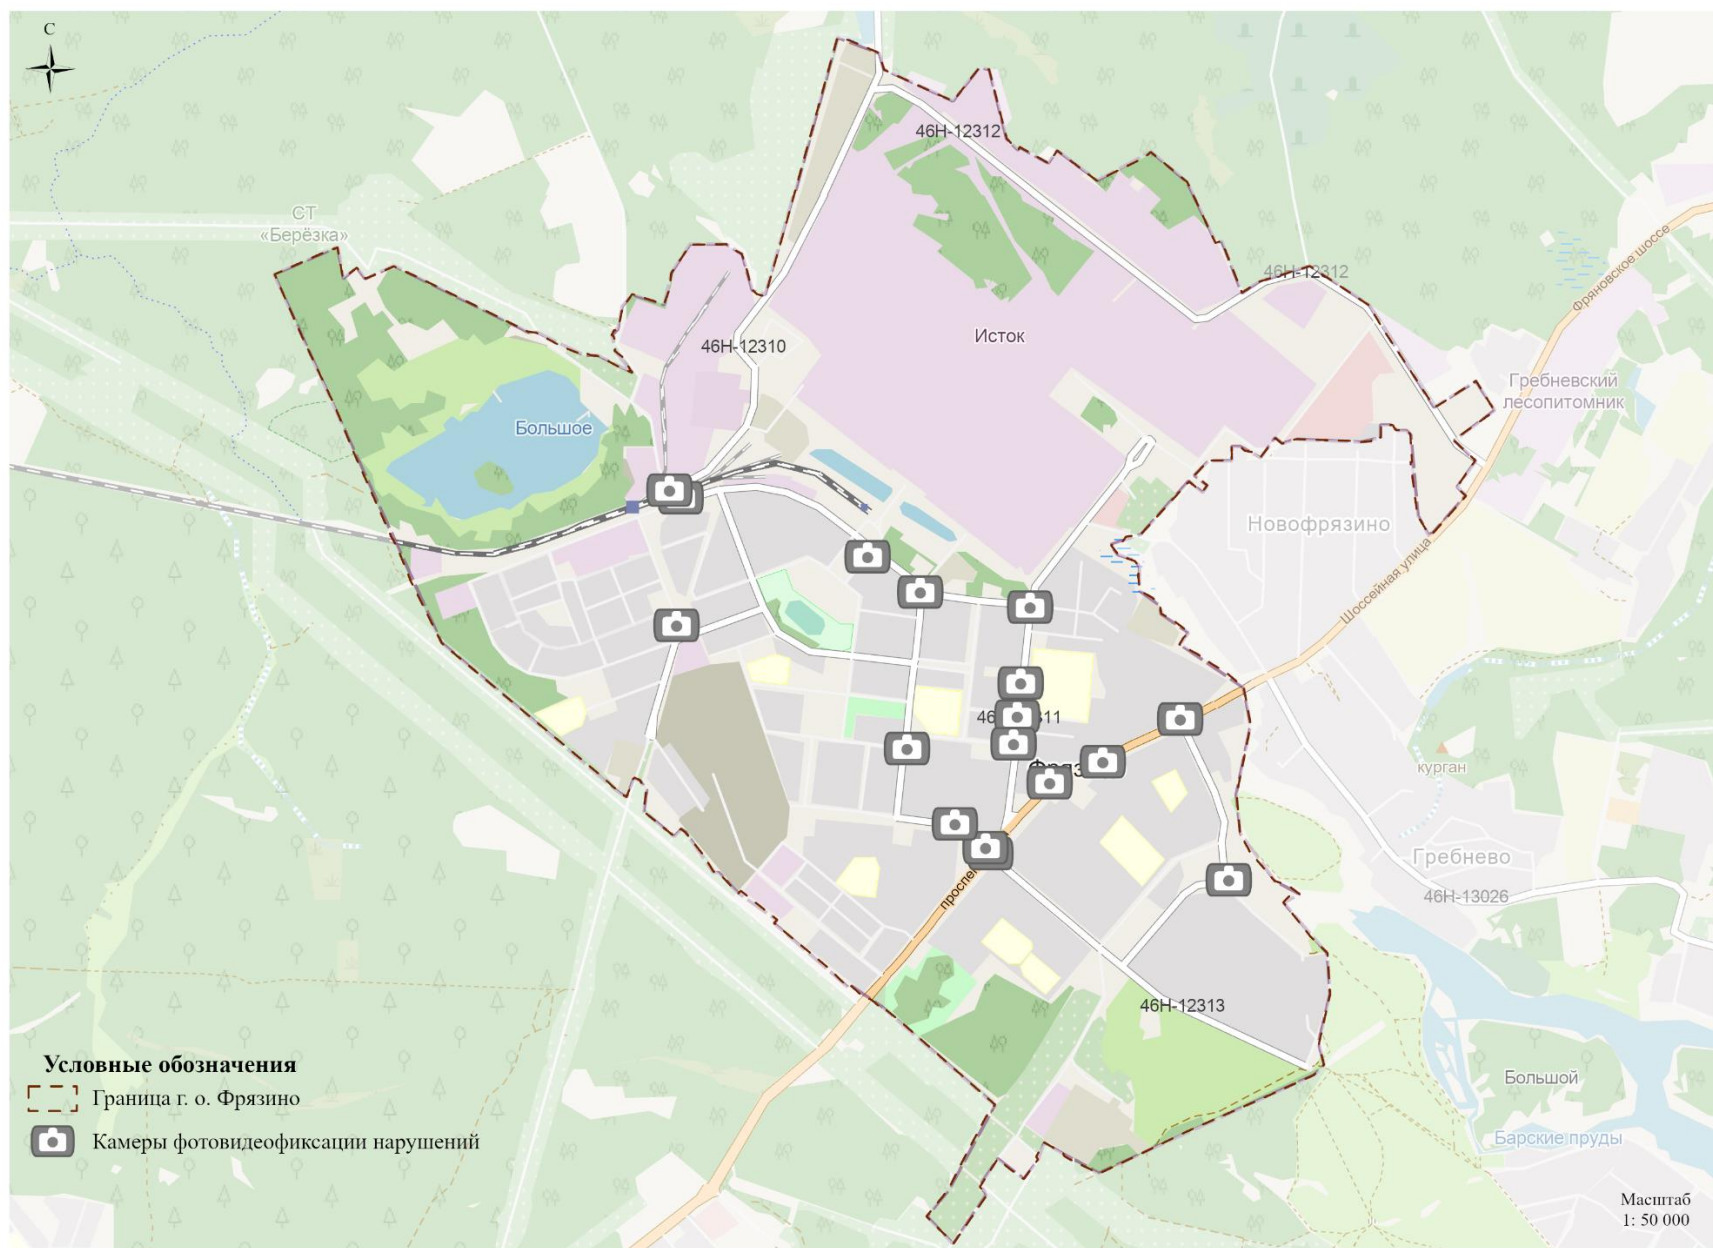 С
46Н-12312
СТ
«Берёзка»
Фряновское шоссе
46Н-12312
Исток
46Н-12310
Гребневский
лесопитомник
Большое
Новофрязино
Шоссейная улица
курган
Гребнево
46Н-13026
46Н-12313
Условные обозначения
Граница г. о. Фрязино
Камеры фотовидеофиксации нарушений
Большой
Барские пруды
Масштаб
1: 50 000